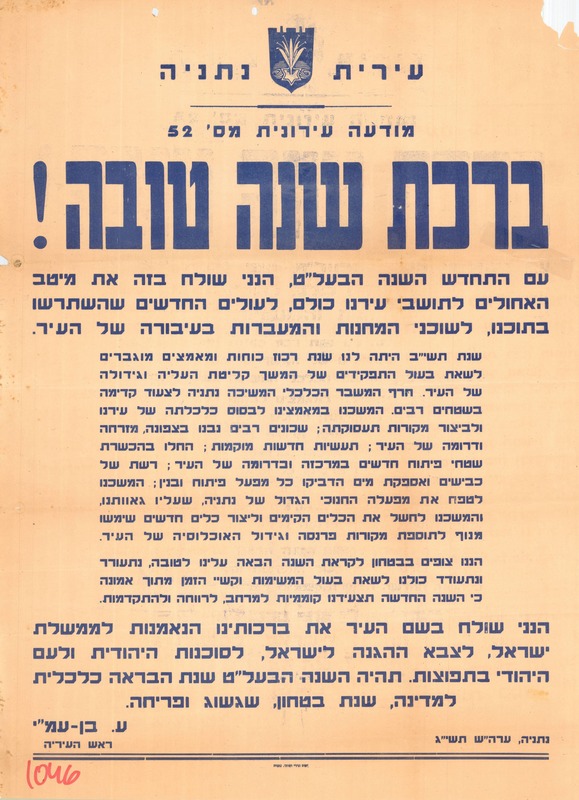 עירית נתניה
מודעה עירונית מס' 52
ברכת שנה טובה!
עם התחדש השנה הבעל"ט, הנני שולח בזה את מיטב
האחולים לתושבי עירנו כולם, לעולים החדשים שהשתרשו
בתוכנו, לשוכני המחנות והמעברות בעיבורה של העיר.
שנת תשי"ב היתה לנו שנת רכוז כוחות ומאמצים מוגברים
לשאת בעול התפקידים של המשך קליטת העליה וגידולה
של העיר. חרף המשבר הכלכלי המשיכה נתניה לצעוד קדימה
בשטחים רבים. המשכנו במאמצינו לבסוס כלכלתה של עירנו
ולביצור מקורות תעסוקתה; שכונים רבים נבנו בצפונה, מזרחה
ודרומה של העיר; תעשיות חדשות מוקמות; החלו בהכשרת
שטחי פיתוח חדשים במרכזה ובדרומה של העיר; רשת של
כבישים ואספקת מים הדביקו כל מפעל פיתוח ובנין; המשכנו
לטפח את מפעלה החנוכי הגדול של נתניה, שעליו גאוותנו,
והמשכנו לחשל את הכלים הקימים וליצור כלים חדשים שימשו
מנוף לתוספת מקורות פרנסה וגידול האוכלוסיה של העיר.
הננו צופים בבטחון לקראת השנה הבאה עלינו לטובה, נתעודד
ונתעודד כולנו לשאת בעול המשימות וקשיי הזמן מתוך אמונה
כי השנה החדשה תצעידנו קוממיות למרחב, לרווחה ולהתקדמות.
הנני שולח בשם העיר את ברכותינו הנאמנות לממשלת
ישראל, לצבא ההגנה לישראל, לסוכנות היהודית ולעם
היהודי בתפוצות. תהיה השנה הבעל"ט שנת הבראה כלכלית
למדינה, שנת בטחון, שגשוג ופריחה.
ע. בן-עמ"י
ראש העיריה
נתניה, ערה"ש תשי"ג
1046